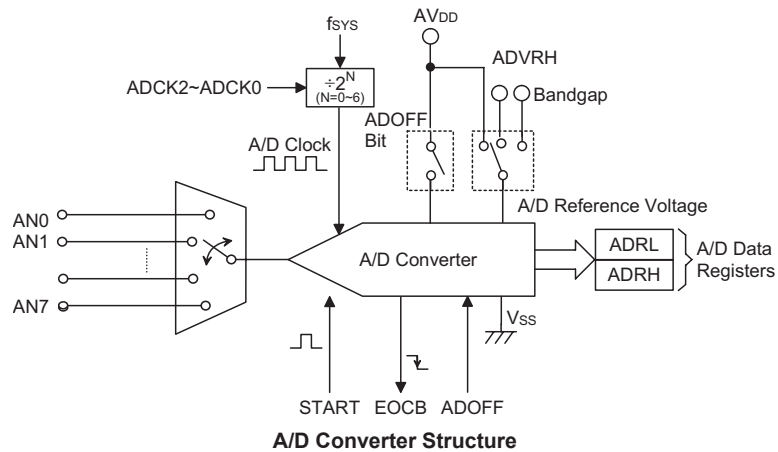 fSYS
AVDD
ADVRH
ADCK2~ADCK0
÷2^N
(N=0~6)
Bandgap
ADOFF
Bit
A/D Clock
A/D Reference Voltage
AN0
AN1
AN7
A/D Converter
ADRL
ADRH
A/D Data
Registers
VSS
START
EOCB
ADOFF
A/D Converter Structure